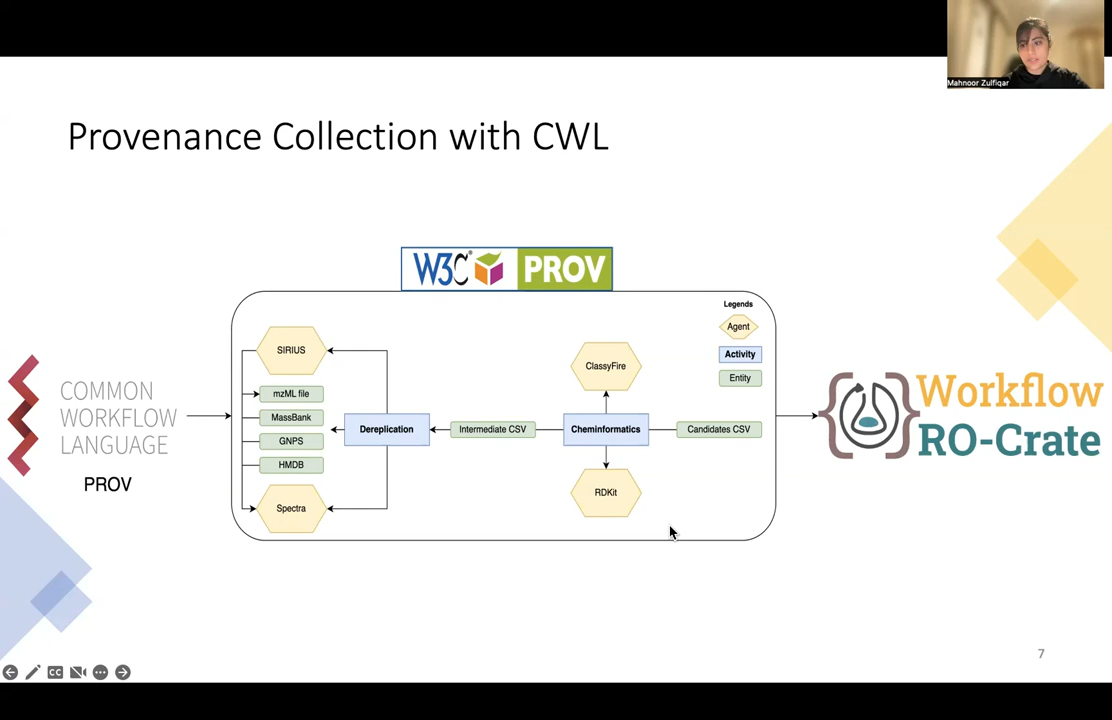 Mahnoor Zulfiqar
Provenance Collection with CWL
W3C® PROV
Legends
Agent
Activity
Entity
SIRIUS
mzML file
MassBank
GNPS
HMDB
Spectra
Dereplication
Intermediate CSV
ClassyFire
Cheminformatics
RDKit
Candidates CSV
COMMON
WORKFLOW
LANGUAGE
PROV
Workflow
RO-Crate
7
CC